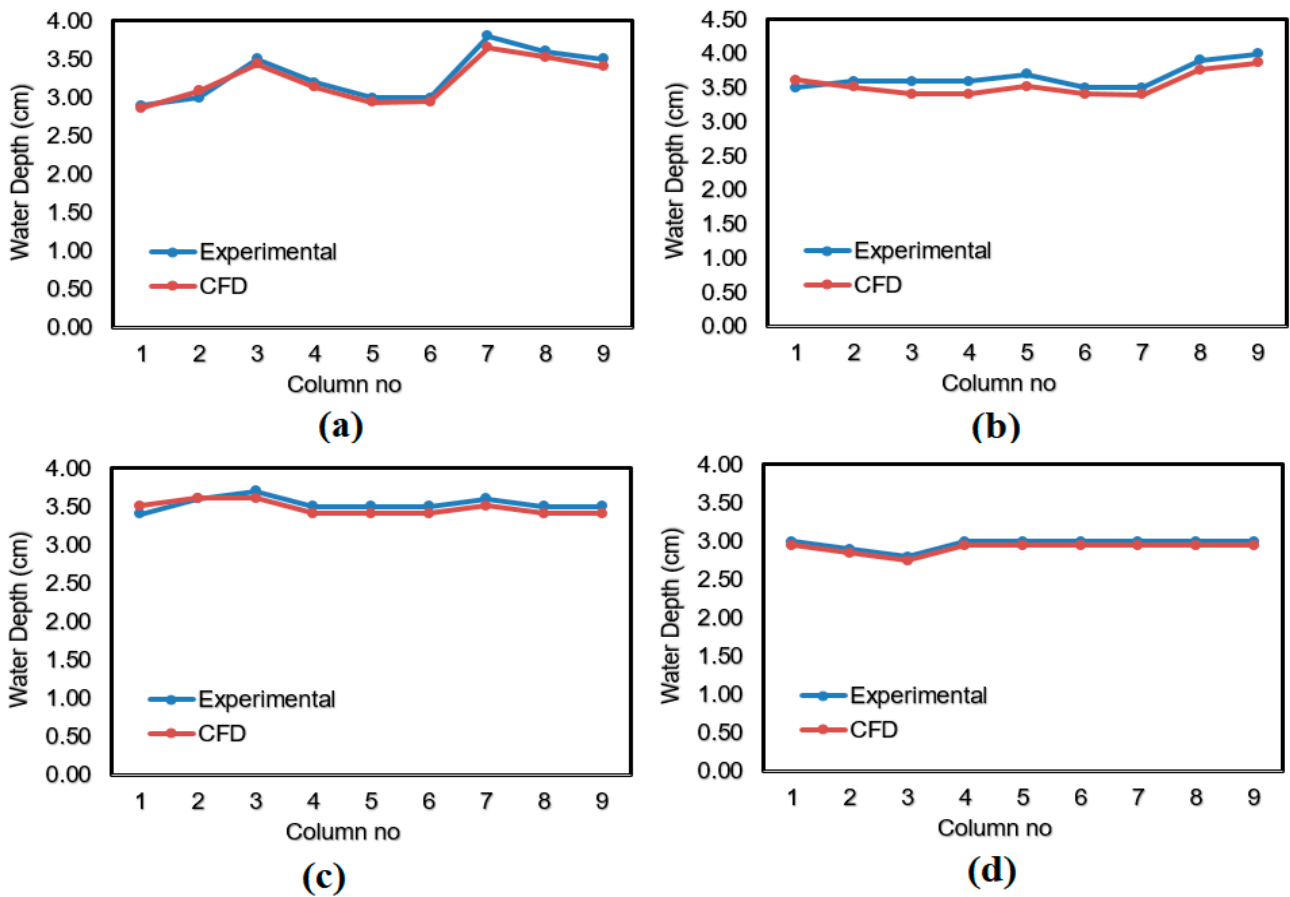 4.00
3.50
3.00
2.50
2.00
1.50
1.00
0.50
0.00
Water Depth (cm)
Experimental
CFD
1 2 3 4 5 6 7 8 9
Column no
(a)
4.50
4.00
3.50
3.00
2.50
2.00
1.50
1.00
0.50
0.00
Water Depth (cm)
Experimental
CFD
1 2 3 4 5 6 7 8 9
Column no
(b)
4.00
3.50
3.00
2.50
2.00
1.50
1.00
0.50
0.00
Water Depth (cm)
Experimental
CFD
1 2 3 4 5 6 7 8 9
Column no
(c)
4.00
3.50
3.00
2.50
2.00
1.50
1.00
0.50
0.00
Water Depth (cm)
Experimental
CFD
1 2 3 4 5 6 7 8 9
Column no
(d)